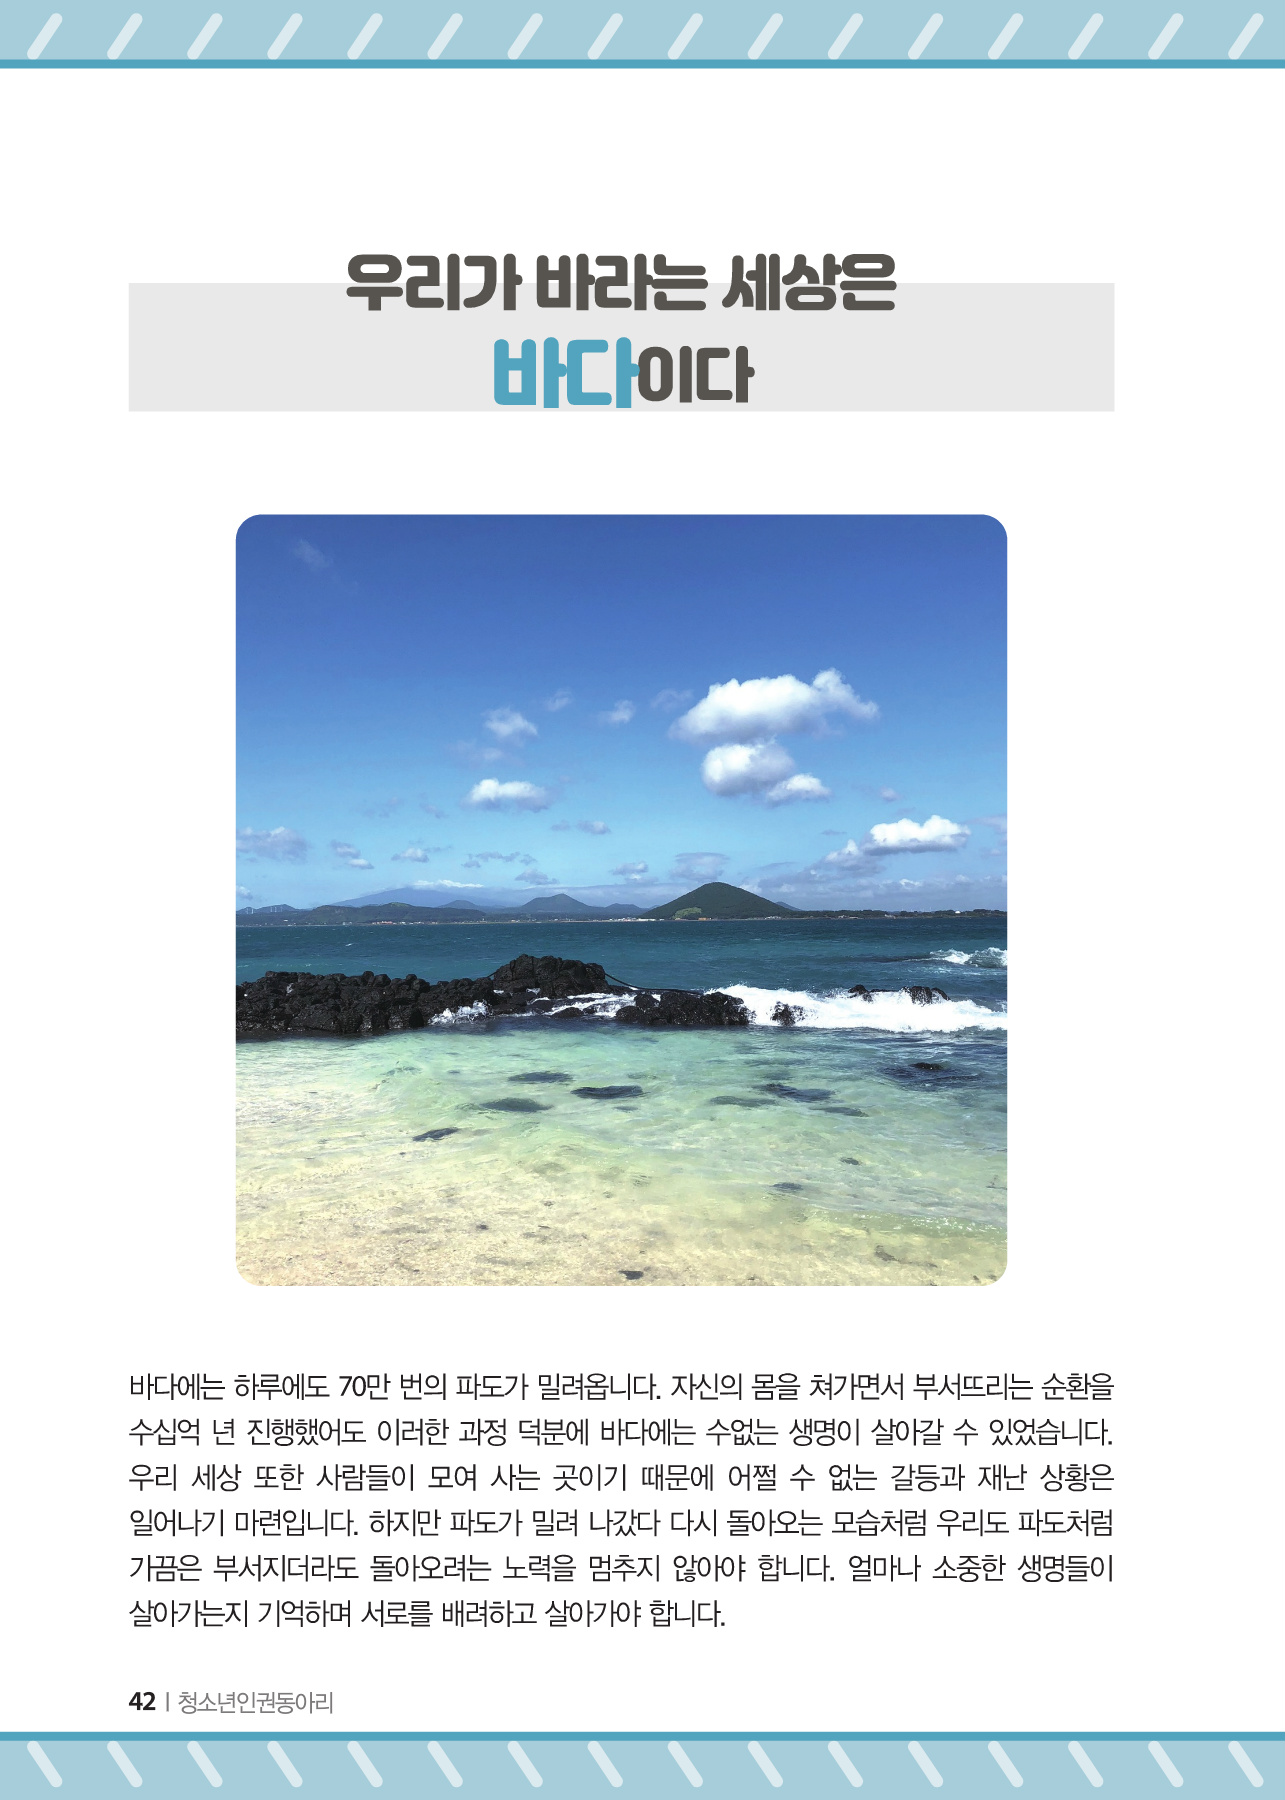 우리가 바라는 세상은
바다이다
바다에는 하루에도 70만 번의 파도가 밀려옵니다. 자신의 몸을 쳐가면서 부서뜨리는 순환을
수십억 년 진행했어도 이러한 과정 덕분에 바다에는 수없는 생명이 살아갈 수 있었습니다.
우리 세상 또한 사람들이 모여 사는 곳이기 때문에 어쩔 수 없는 갈등과 재난 상황은
일어나기 마련입니다. 하지만 파도가 밀려 나갔다 다시 돌아오는 모습처럼 우리도 파도처럼
가끔은 부서지더라도 돌아오려는 노력을 멈추지 않아야 합니다. 얼마나 소중한 생명들이
살아가는지 기억하며 서로를 배려하고 살아가야 합니다.
42 | 청소년인권동아리